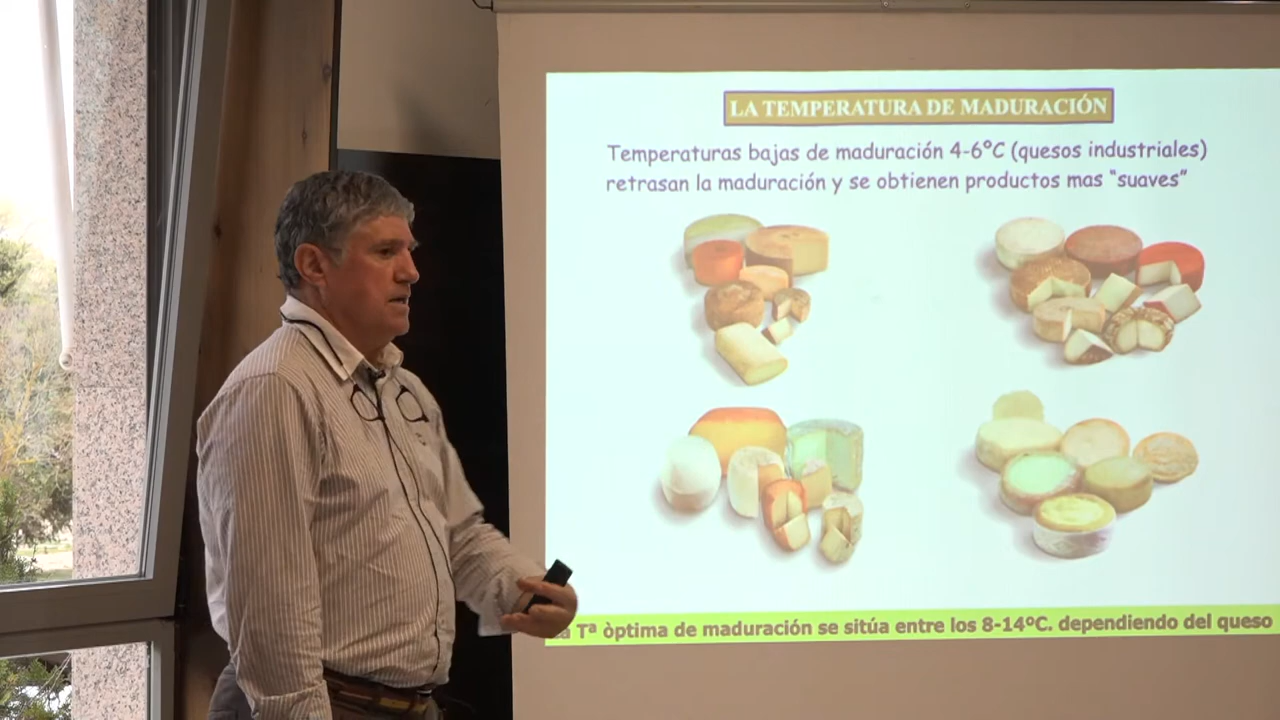 LA TEMPERATURA DE MADURACIÓN
Temperaturas bajas de maduración 4-6ºC (quesos industriales)
retrasan la maduración y se obtienen productos mas "suaves"
Tª òptima de maduración se sitúa entre los 8-14ºC. dependiendo del queso